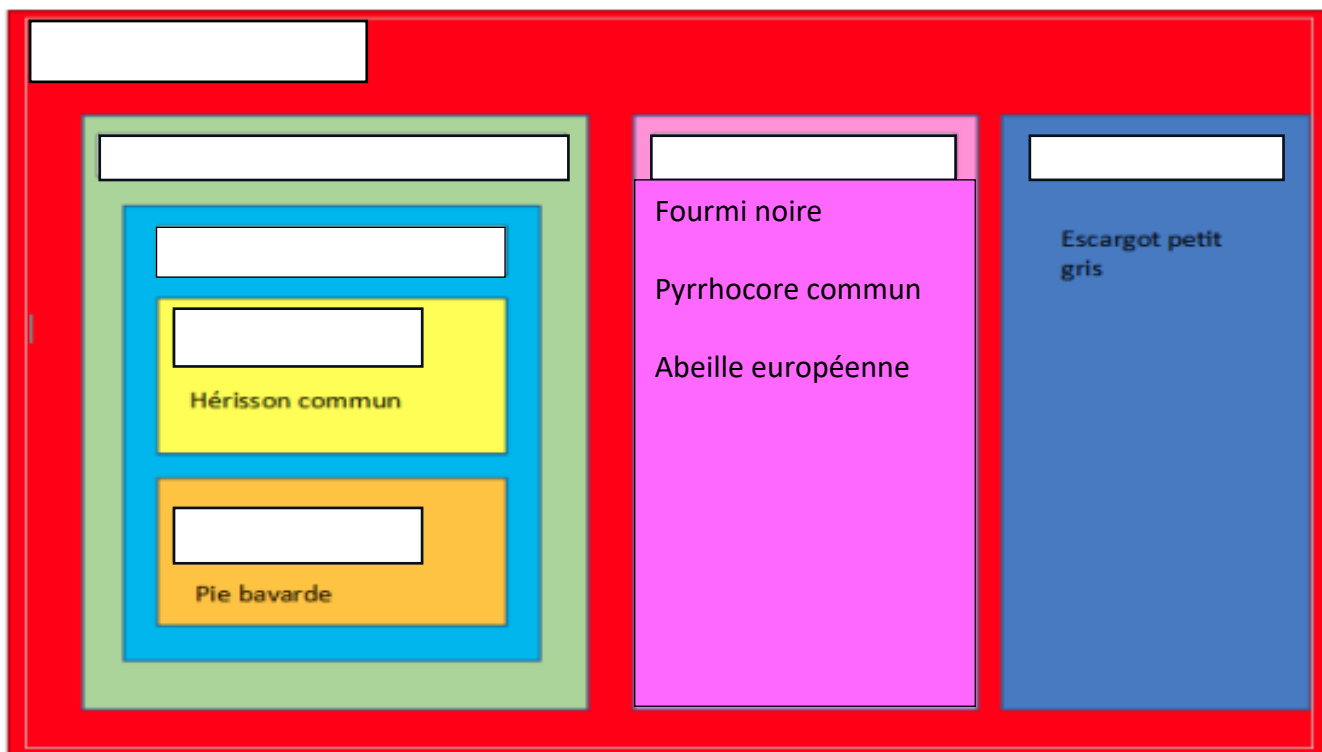 Hérisson commun
Pie bavarde
Fourmi noire
Pyrrhocore commun
Abeille européenne
Escargot petit
gris